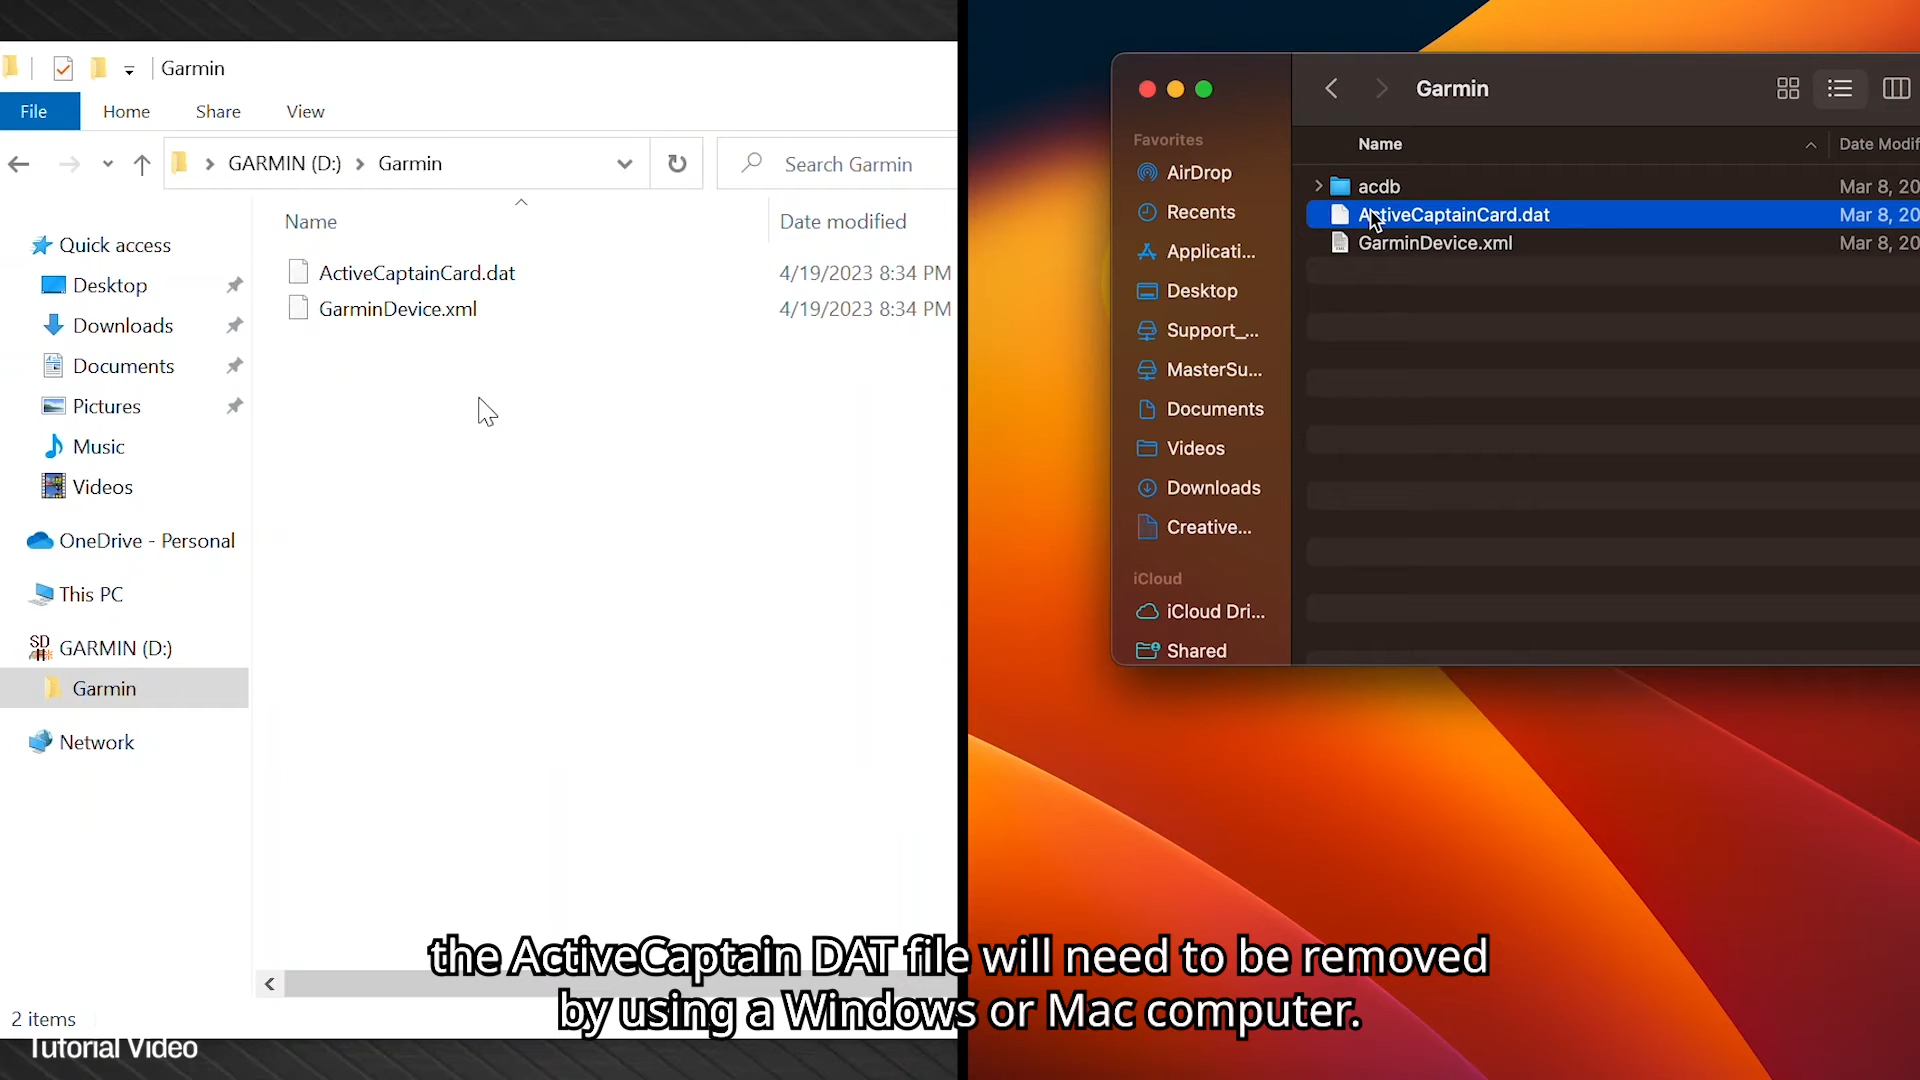 Garmin
File Home Share View
GARMIN (D:) Garmin
Search Garmin
Name Date modified
ActiveCaptainCard.dat 4/19/2023 8:34 PM
GarminDevice.xml 4/19/2023 8:34 PM
Quick access
Desktop
Downloads
Documents
Pictures
Music
Videos
OneDrive - Personal
This PC
SD
GARMIN (D:)
Garmin
Network
2 items
Garmin
Name Date Modif
acdb Mar 8, 20
ActiveCaptainCard.dat Mar 8, 20
GarminDevice.xml Mar 8, 20
Favorites
AirDrop
Recents
Applicati...
Desktop
Support_...
MasterSu...
Documents
Videos
Downloads
Creative...
iCloud
iCloud Dri...
Shared
the ActiveCaptain DAT file will need to be removed
by using a Windows or Mac computer.
Tutorial Video